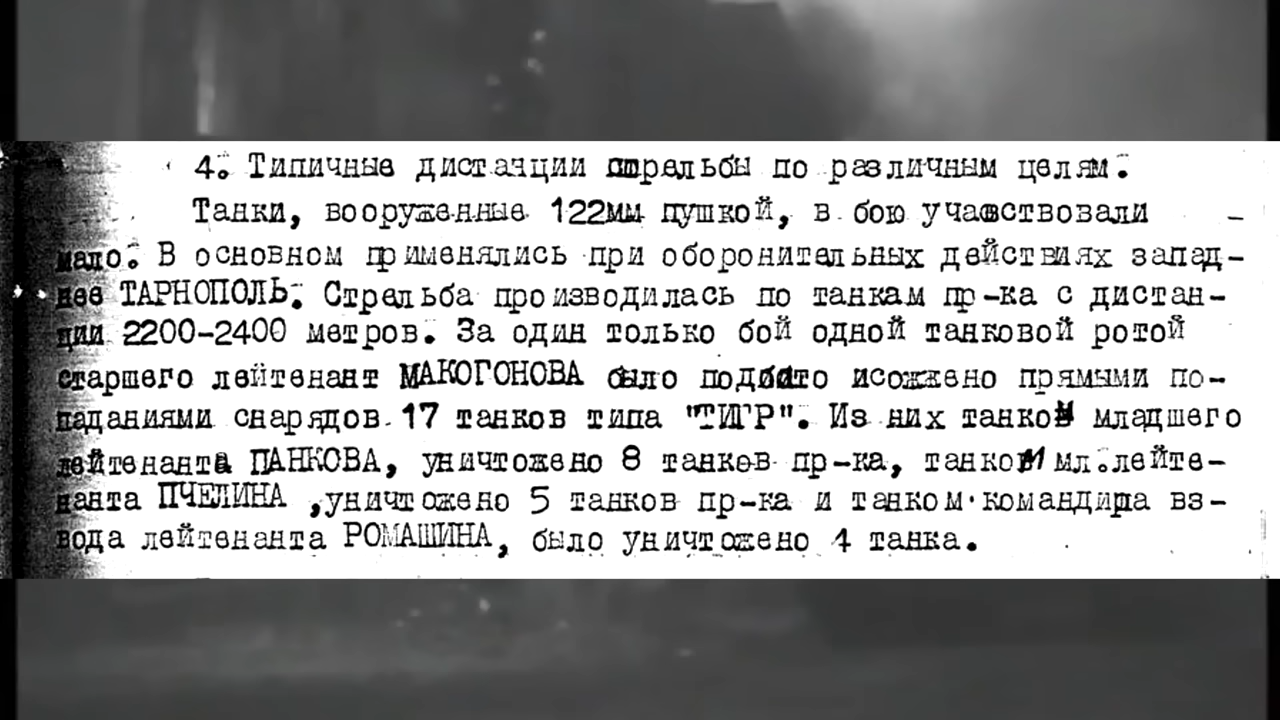 4. Типичные дистанции стрельбы по различным целям.
Танки, вооруженные 122мм пушкой, в бою участвовали
мало. В основном применялись при оборонительных действиях запад-
нее ТАРНОПОЛЬ. Стрельба производилась по танкам пр-ка с дистан-
ции 2200-2400 метров. За один только бой одной танковой ротой
старшего лейтенант МАКОГОНОВА было подбито исожжено прямыми по-
паданиями снарядов 17 танков типа "ТИГР". Из них танком младшего
лейтенанта ПАНКОВА, уничтожено 8 танков пр-ка, танком мл.лейте-
нанта ПЧЕЛИНА ,уничтожено 5 танков пр-ка и танком командира вз-
вода лейтенанта РОМАШИНА, было уничтожено 4 танка.